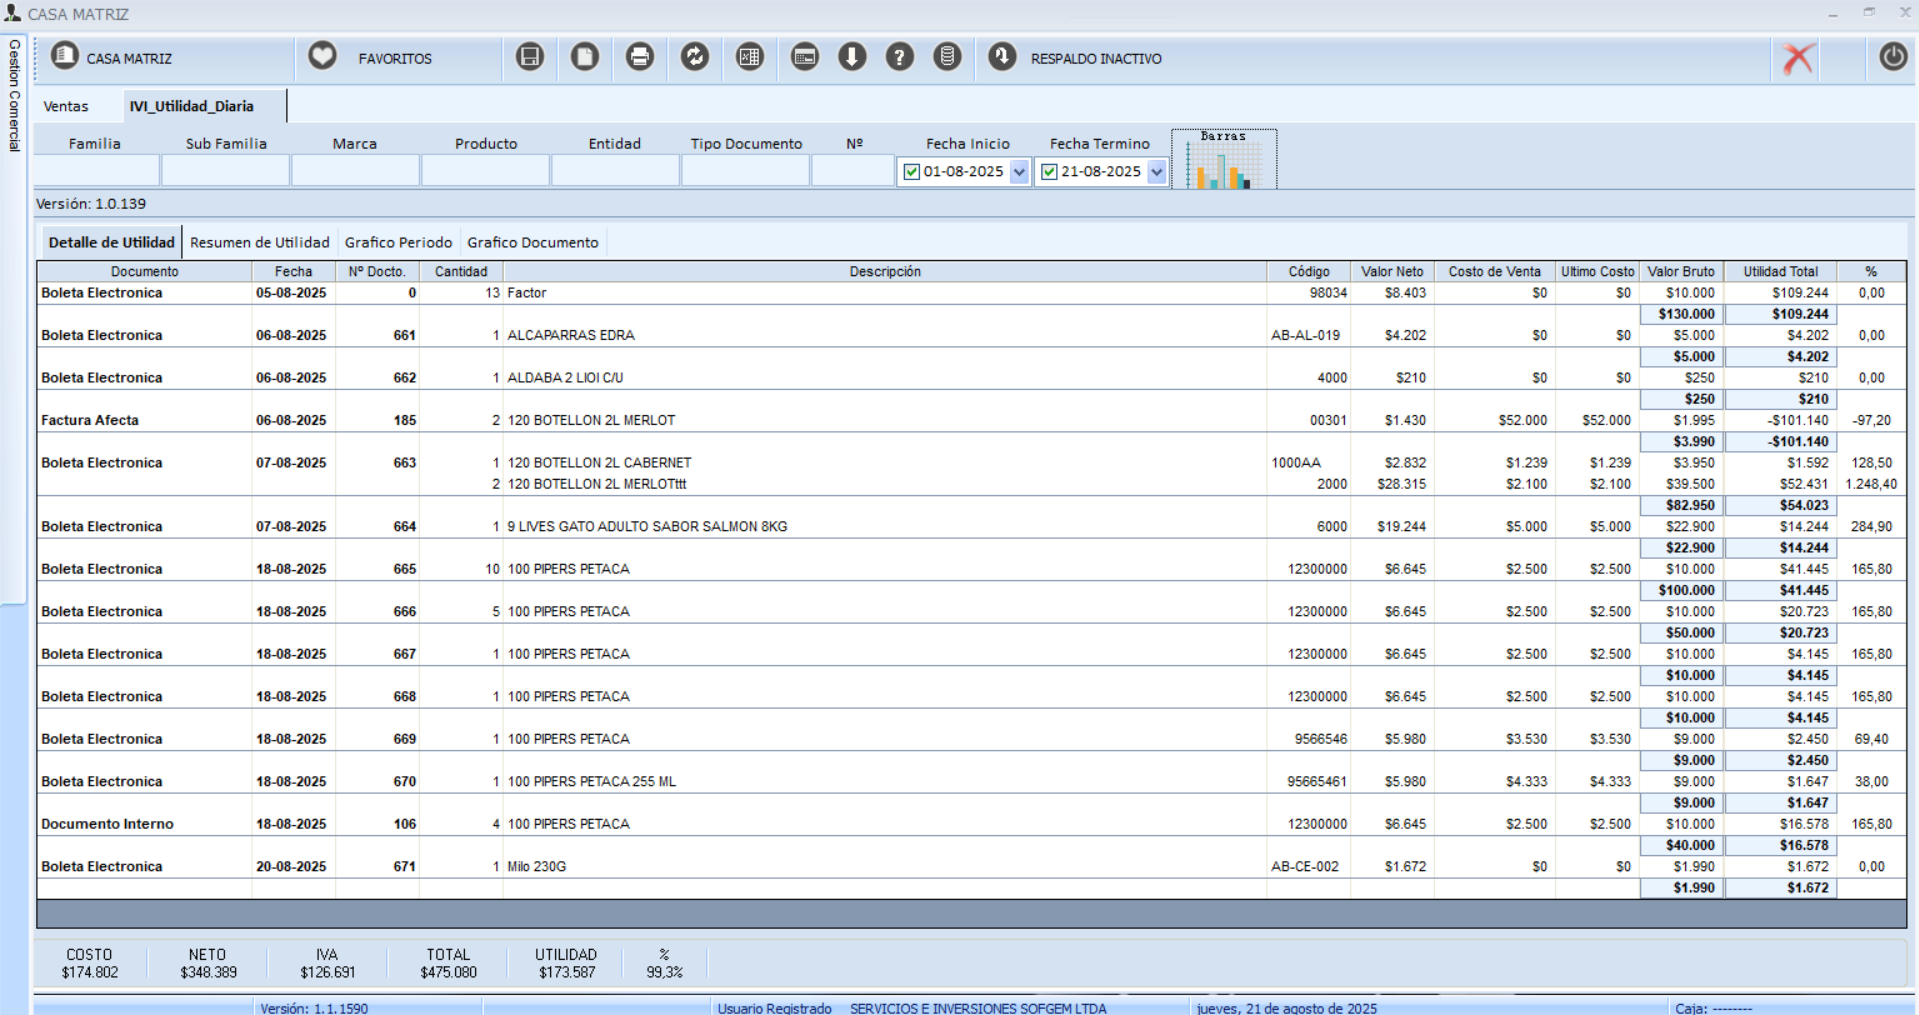 CASA MATRIZ
Gestion Comercial
CASA MATRIZ FAVORITOS RESPALDO INACTIVO
Ventas IVI_Utilidad_Diaria
Familia Sub Familia Marca Producto Entidad Tipo Documento Nº Fecha Inicio Fecha Termino Barras
01-08-2025 21-08-2025
Versión: 1.0.139
Detalle de Utilidad Resumen de Utilidad Grafico Periodo Grafico Documento
Documento Fecha Nº Docto. Cantidad Descripción Código Valor Neto Costo de Venta Ultimo Costo Valor Bruto Utilidad Total %
Boleta Electronica 05-08-2025 0 13 Factor 98034 $8.403 $0 $0 $10.000 $109.244 0,00
$130.000 $109.244
Boleta Electronica 06-08-2025 661 1 ALCAPARRAS EDRA AB-AL-019 $4.202 $0 $0 $5.000 $4.202 0,00
$5.000 $4.202
Boleta Electronica 06-08-2025 662 1 ALDABA 2 LIOI C/U 4000 $210 $0 $0 $250 $210 0,00
$250 $210
Factura Afecta 06-08-2025 185 2 120 BOTELLON 2L MERLOT 00301 $1.430 $52.000 $52.000 $1.995 -$101.140 -97,20
$3.990 -$101.140
Boleta Electronica 07-08-2025 663 1 120 BOTELLON 2L CABERNET 1000AA $2.832 $1.239 $1.239 $3.950 $1.592 128,50
2 120 BOTELLON 2L MERLOTttt 2000 $28.315 $2.100 $2.100 $39.500 $52.431 1.248,40
$82.950 $54.023
Boleta Electronica 07-08-2025 664 1 9 LIVES GATO ADULTO SABOR SALMON 8KG 6000 $19.244 $5.000 $5.000 $22.900 $14.244 284,90
$22.900 $14.244
Boleta Electronica 18-08-2025 665 10 100 PIPERS PETACA 12300000 $6.645 $2.500 $2.500 $10.000 $41.445 165,80
$100.000 $41.445
Boleta Electronica 18-08-2025 666 5 100 PIPERS PETACA 12300000 $6.645 $2.500 $2.500 $10.000 $20.723 165,80
$50.000 $20.723
Boleta Electronica 18-08-2025 667 1 100 PIPERS PETACA 12300000 $6.645 $2.500 $2.500 $10.000 $4.145 165,80
$10.000 $4.145
Boleta Electronica 18-08-2025 668 1 100 PIPERS PETACA 12300000 $6.645 $2.500 $2.500 $10.000 $4.145 165,80
$10.000 $4.145
Boleta Electronica 18-08-2025 669 1 100 PIPERS PETACA 9566546 $5.980 $3.530 $3.530 $9.000 $2.450 69,40
$9.000 $2.450
Boleta Electronica 18-08-2025 670 1 100 PIPERS PETACA 255 ML 95665461 $5.980 $4.333 $4.333 $9.000 $1.647 38,00
$9.000 $1.647
Documento Interno 18-08-2025 106 4 100 PIPERS PETACA 12300000 $6.645 $2.500 $2.500 $10.000 $16.578 165,80
$40.000 $16.578
Boleta Electronica 20-08-2025 671 1 Milo 230G AB-CE-002 $1.672 $0 $0 $1.990 $1.672 0,00
$1.990 $1.672
COSTO NETO IVA TOTAL UTILIDAD %
$174.802 $348.389 $126.691 $475.080 $173.587 99,3%
Versión: 1.1.1590 Usuario Registrado SERVICIOS E INVERSIONES SOFGEM LTDA jueves, 21 de agosto de 2025 Caja: --------